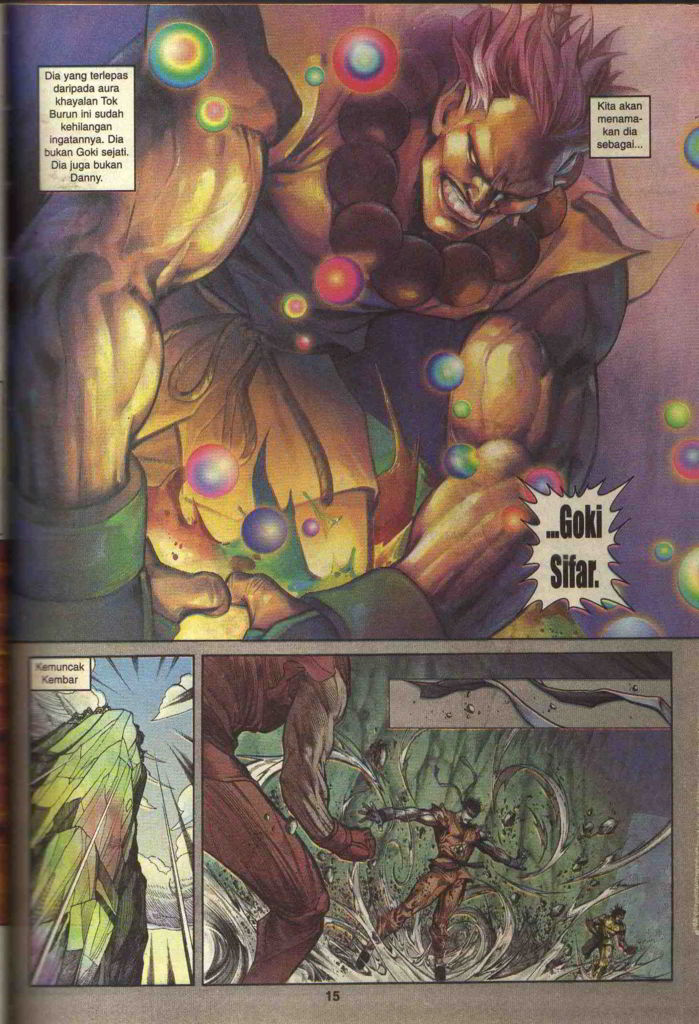 Dia yang terlepas
daripada aura
khayalan Tok
Burun ini sudah
kehilangan
ingatannya. Dia
bukan Goki sejati.
Dia juga bukan
Danny.
Kita akan
menama-
kan dia
sebagai...
...Goki
Sifar.
Kemuncak
Kembar
15